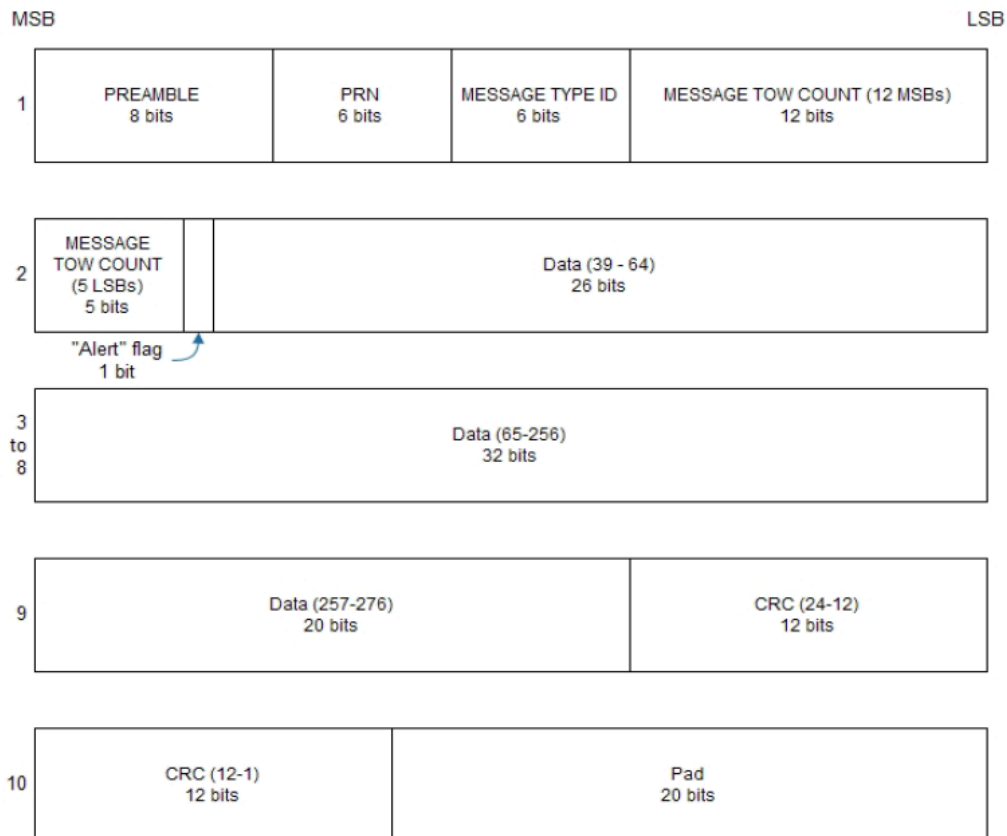 MSB
LSB
1
PREAMBLE
8 bits
PRN
6 bits
MESSAGE TYPE ID
6 bits
MESSAGE TOW COUNT (12 MSBs)
12 bits
2
MESSAGE
TOW COUNT
(5 LSBs)
5 bits
Data (39 - 64)
26 bits
"Alert" flag
1 bit
3
to
8
Data (65-256)
32 bits
9
Data (257-276)
20 bits
CRC (24-12)
12 bits
10
CRC (12-1)
12 bits
Pad
20 bits